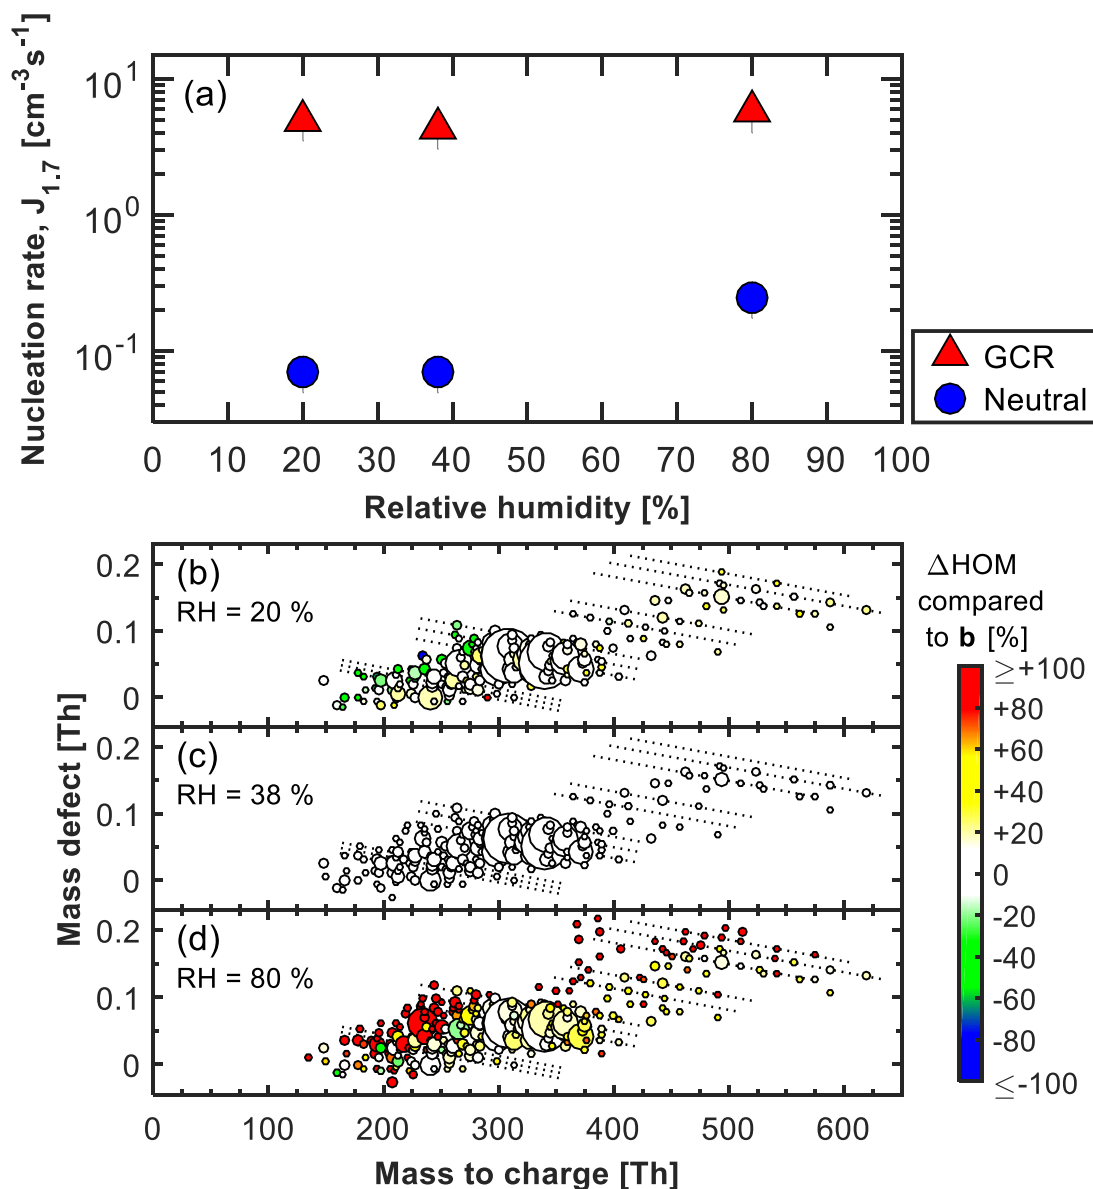 Nucleation rate, J1.7 [cm−3s−1]
(a)
10^1
10^0
10^-1
GCR
Neutral
0 10 20 30 40 50 60 70 80 90 100
Relative humidity [%]
Mass defect [Th]
(b)
RH = 20 %
0.2
0.1
0
(c)
RH = 38 %
0.2
0.1
0
(d)
RH = 80 %
0.2
0.1
0
0 100 200 300 400 500 600
Mass to charge [Th]
ΔHOM
compared
to b [%]
≥+100
+80
+60
+40
+20
0
-20
-40
-60
-80
≤-100